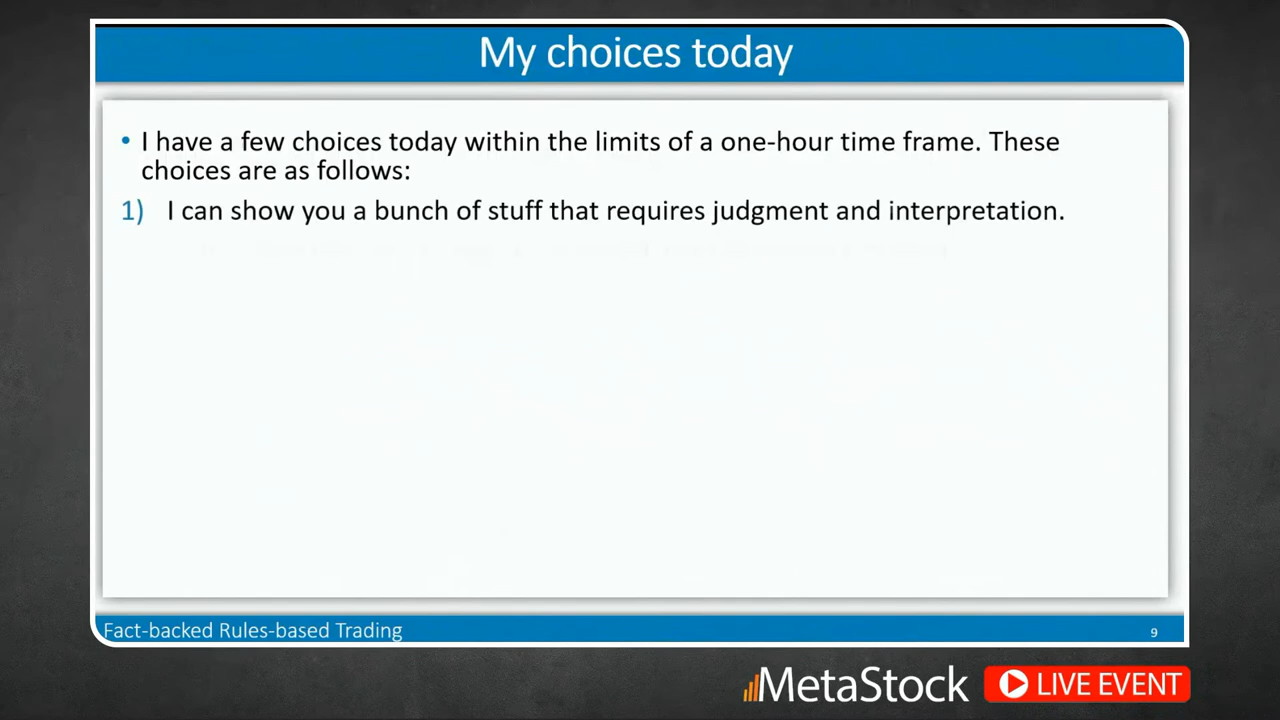 My choices today
• I have a few choices today within the limits of a one-hour time frame. These
choices are as follows:
1) I can show you a bunch of stuff that requires judgment and interpretation.
Fact-backed Rules-based Trading
9
MetaStock
LIVE EVENT